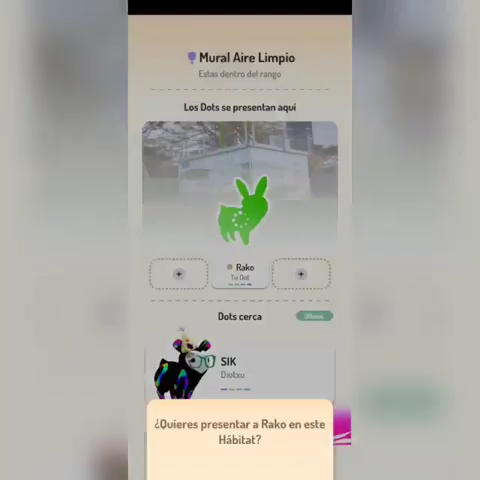 Mural Aire Limpio
Estas dentro del rango
Los Dots se presentan aquí
Rako
Tu Dot
Dots cerca
SIK
Diotxu
¿Quieres presentar a Rako en este
Hábitat?